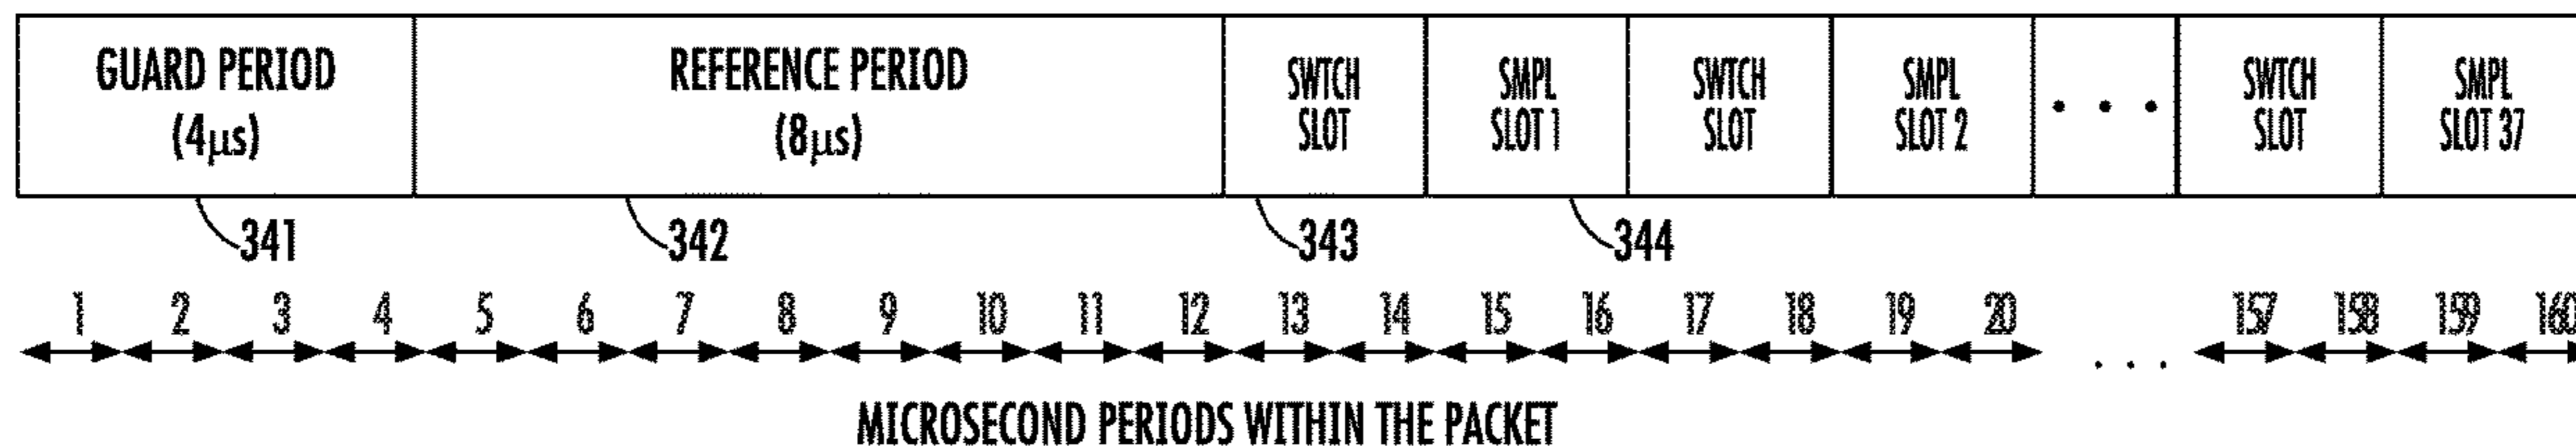 GUARD PERIOD
(4µs)
REFERENCE PERIOD
(8µs)
SWTCH
SLOT
SMPL
SLOT 1
SWTCH
SLOT
SMPL
SLOT 2
• • •
SWTCH
SLOT
SMPL
SLOT 37
341 342 343 344
1 2 3 4 5 6 7 8 9 10 11 12 13 14 15 16 17 18 19 20 157 158 159 160
. . .
MICROSECOND PERIODS WITHIN THE PACKET